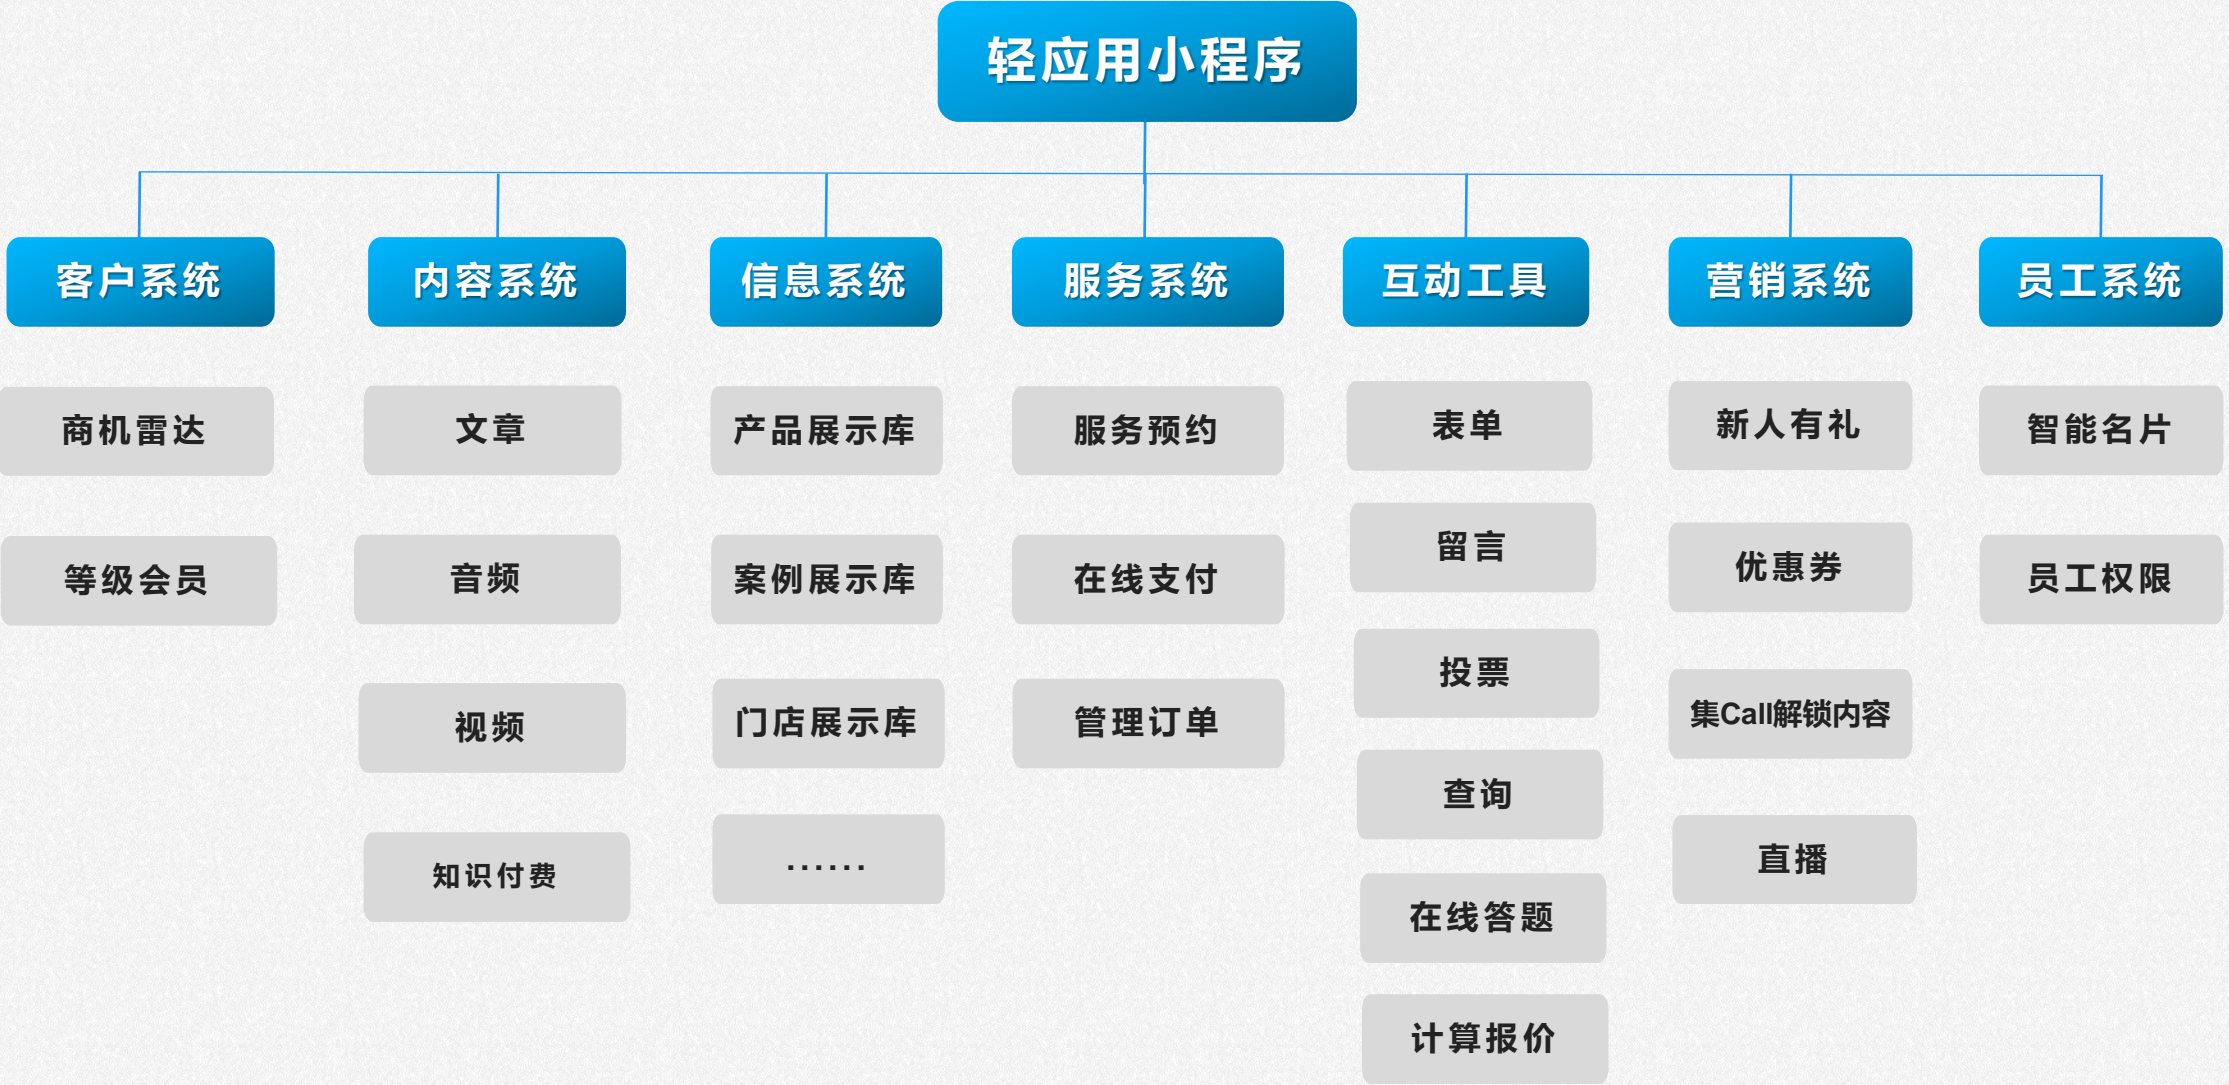 轻应用小程序
客户系统
商机雷达
等级会员
内容系统
文章
音频
视频
知识付费
信息系统
产品展示库
案例展示库
门店展示库
......
服务系统
服务预约
在线支付
管理订单
互动工具
表单
留言
投票
查询
在线答题
计算报价
营销系统
新人有礼
优惠券
集Call解锁内容
直播
员工系统
智能名片
员工权限